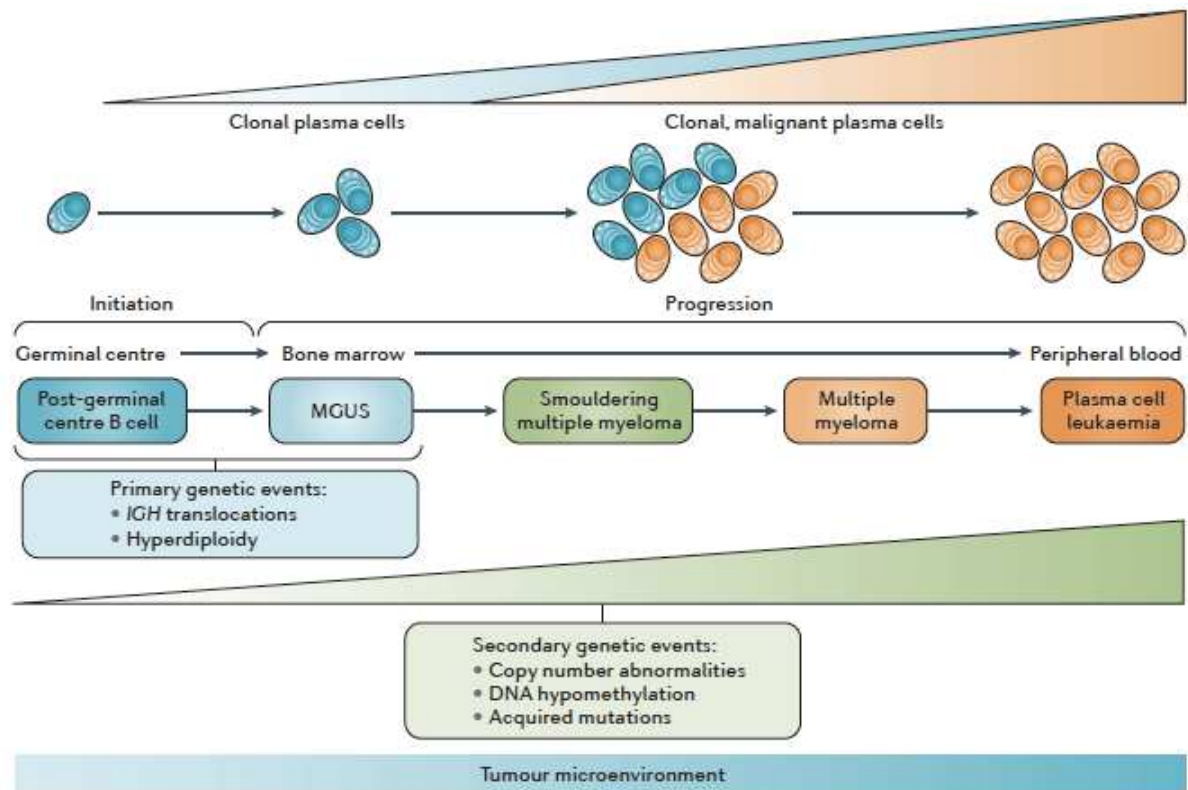 Clonal plasma cells
Clonal, malignant plasma cells
Initiation
Progression
Germinal centre
Bone marrow
Peripheral blood
Post-germinal
centre B cell
MGUS
Smouldering
multiple myeloma
Multiple
myeloma
Plasma cell
leukaemia
Primary genetic events:
• IGH translocations
• Hyperdiploidy
Secondary genetic events:
• Copy number abnormalities
• DNA hypomethylation
• Acquired mutations
Tumour microenvironment